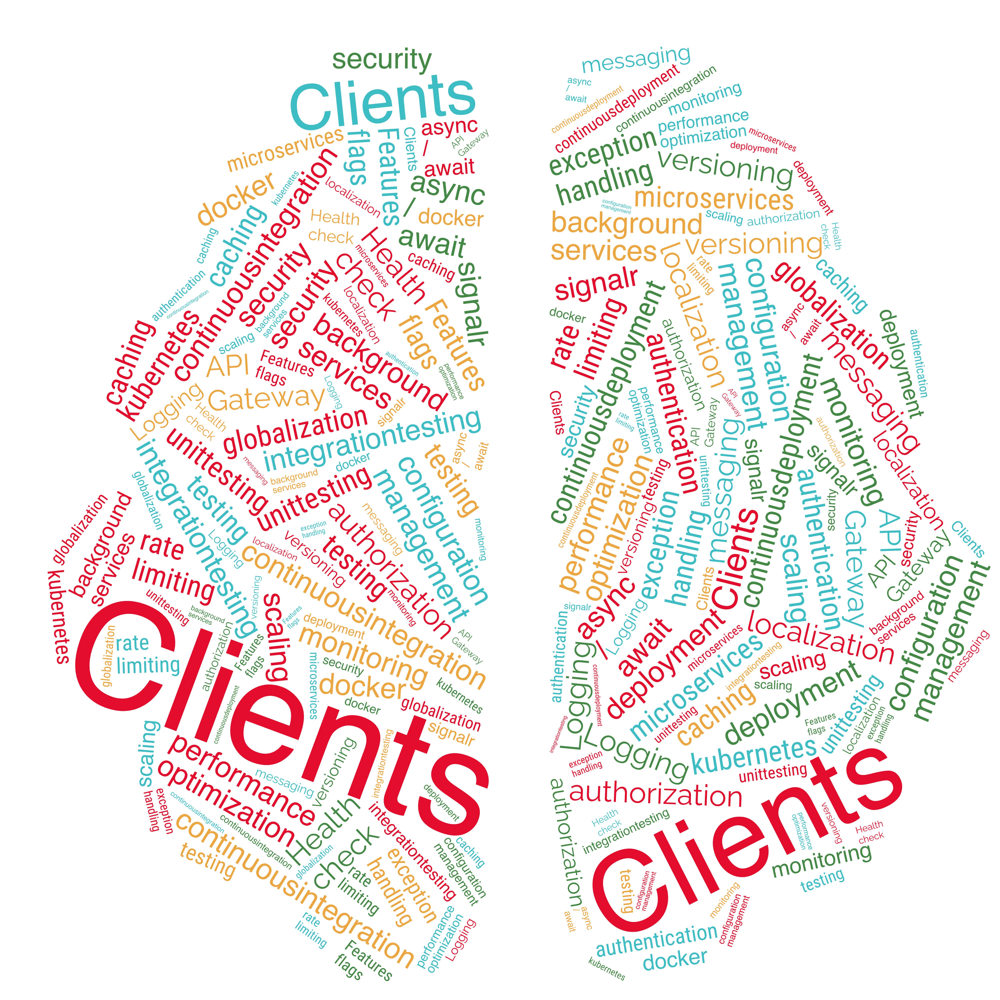 security
Clients
microservices
flags
Features
Clients
async
/
await
API
Gateway
docker
kubernetes
continuousintegration
localization
async
/
await
docker
caching
caching
Health
check
Health
check
microservices
caching
signalr
authentication
continuousintegration
security
security
background
services
kubernetes
localization
Features
flags
caching
kubernetes
scaling
background
services
authentication
performance
optimization
API
Gateway
Features
flags
Logging
Logging
Health
check
signalr
globalization
integrationtesting
unittesting
messaging
docker
background
services
testing
async
/
await
integrationtesting
globalization
testing
unittesting
configuration
management
globalization
background
services
kubernetes
rate
limiting
Logging
exception
handling
localization
versioning
testing
authorization
messaging
monitoring
continuousintegration
unittesting
background
services
versioning
scaling
Features
flags
deployment
monitoring
monitoring
API
Gateway
Clients
globalization
rate
limiting
authorization
Features
flags
continuousdeployment
microservices
security
docker
docker
kubernetes
globalization
signalr
scaling
performance
optimization
messaging
versioning
integrationtesting
deployment
exception
handling
continuousintegration
continuousintegration
continuousintegration
testing
Health
check
globalization
integrationtesting
caching
configuration
management
rate
limiting
exception
handling
rate
limiting
performance
optimization
Logging
Features
flags
messaging
async
/
await
continuousdeployment
continuousdeployment
continuousintegration
monitoring
performance
optimization
microservices
deployment
exception
handling
versioning
deployment
microservices
configuration
management
scaling
authorization
Health
check
background
services
versioning
localization
rate
limiting
management
configuration
globalization
caching
signalr
docker
rate
limiting
continuousdeployment
authorization
authentication
async
/
await
messaging
deployment
authentication
Clients
security
performance
optimization
rate
limiting
API
Gateway
API
Gateway
continuousdeployment
monitoring
authorization
localization
performance
optimization
continuousdeployment
testing
versioning
unittesting
messaging
signalr
signalr
security
authentication
API
Gateway
security
Clients
API
Gateway
exception
handling
Clients
Clients
scaling
configuration
management
signalr
authentication
async
/
await
Logging
Logging
continuousdeployment
deployment
microservices
localization
background
services
messaging
microservices
integrationtesting
scaling
scaling
integrationtesting
Logging
unittesting
caching
deployment
Features
flags
unittesting
localization
exception
handling
exception
handling
kubernetes
unittesting
authorization
authorization
Clients
Health
check
integrationtesting
performance
optimization
versioning
Health
check
monitoring
testing
testing
configuration
management
async
/
await
monitoring
configuration
management
authentication
docker
kubernetes